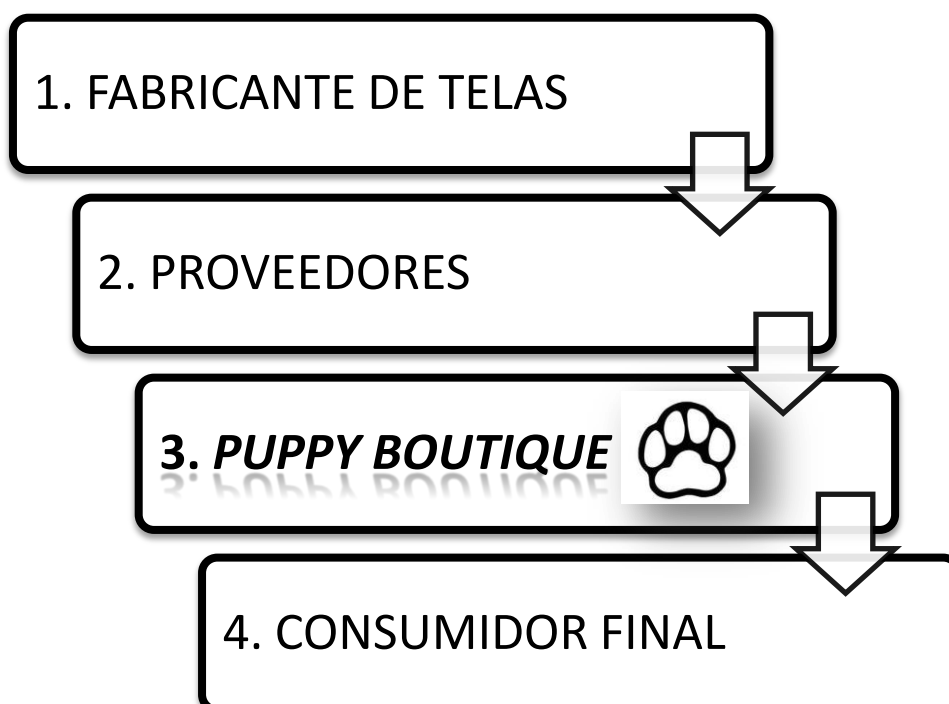 1. FABRICANTE DE TELAS
2. PROVEEDORES
3. PUPPY BOUTIQUE
4. CONSUMIDOR FINAL